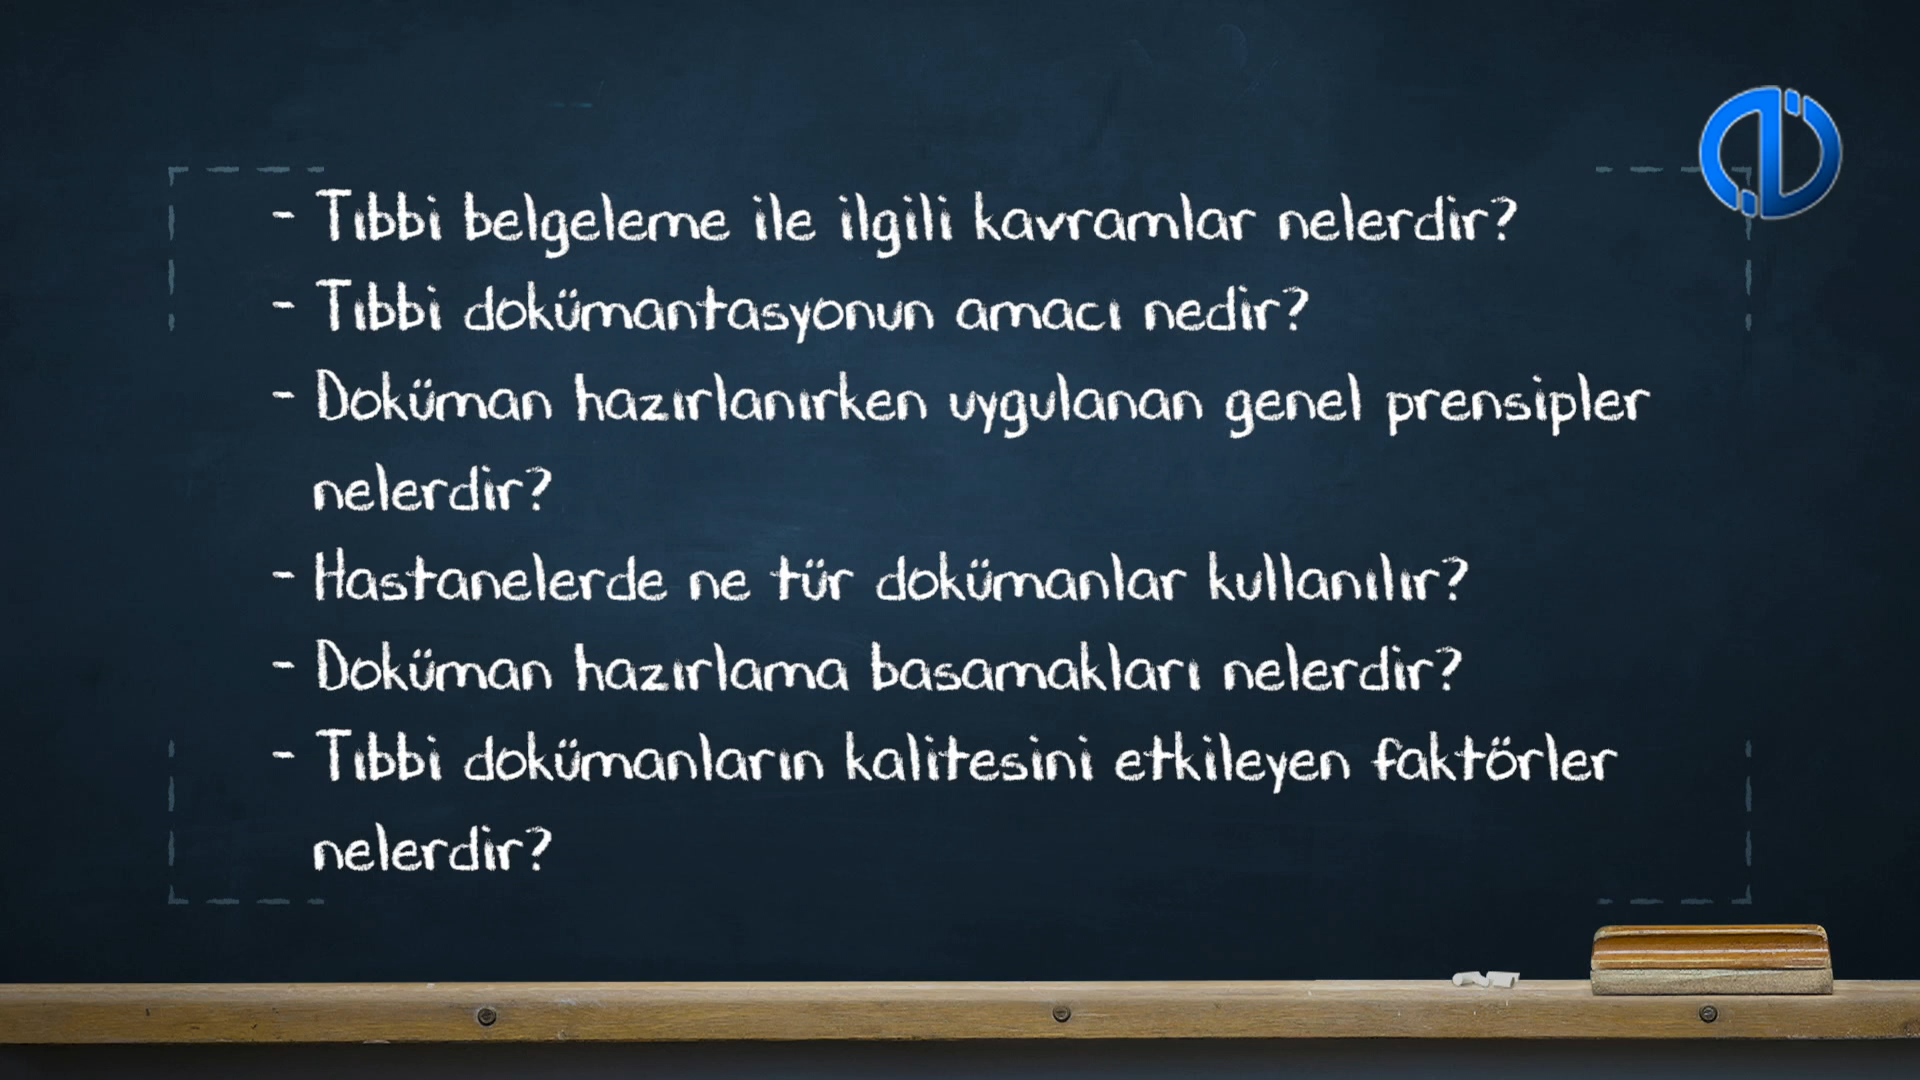 - Tıbbi belgeleme ile ilgili kavramlar nelerdir?
- Tıbbi dokümantasyonun amacı nedir?
- Doküman hazırlanırken uygulanan genel prensipler
nelerdir?
- Hastanelerde ne tür dokümanlar kullanılır?
- Doküman hazırlama basamakları nelerdir?
- Tıbbi dokümanların kalitesini etkileyen faktörler
nelerdir?